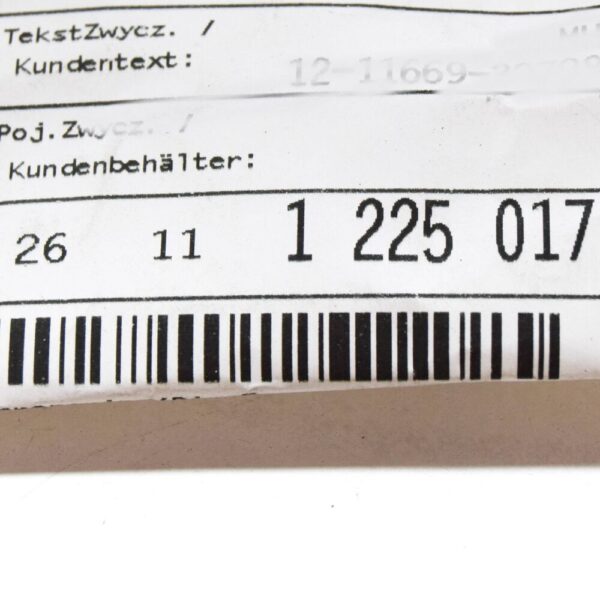 TekstZwycz. /
Kundentext:
Poj.Zwycz. /
Kundenbehälter:
26 11 1 225 017